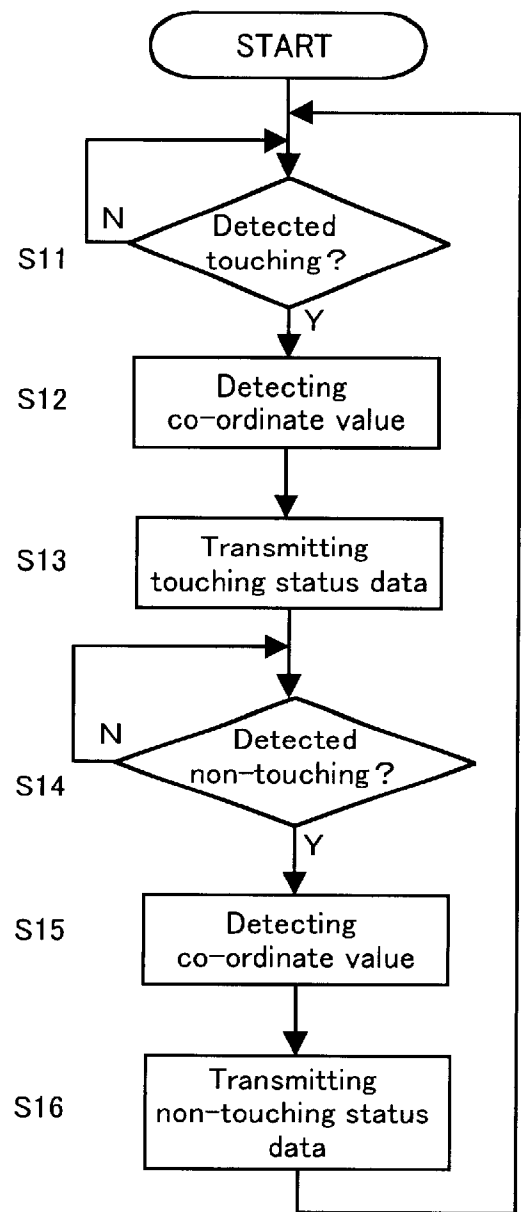 START
N
Detected
touching?
S11
Y
S12
Detecting
co-ordinate value
S13
Transmitting
touching status data
N
Detected
non-touching?
S14
Y
S15
Detecting
co-ordinate value
S16
Transmitting
non-touching status
data